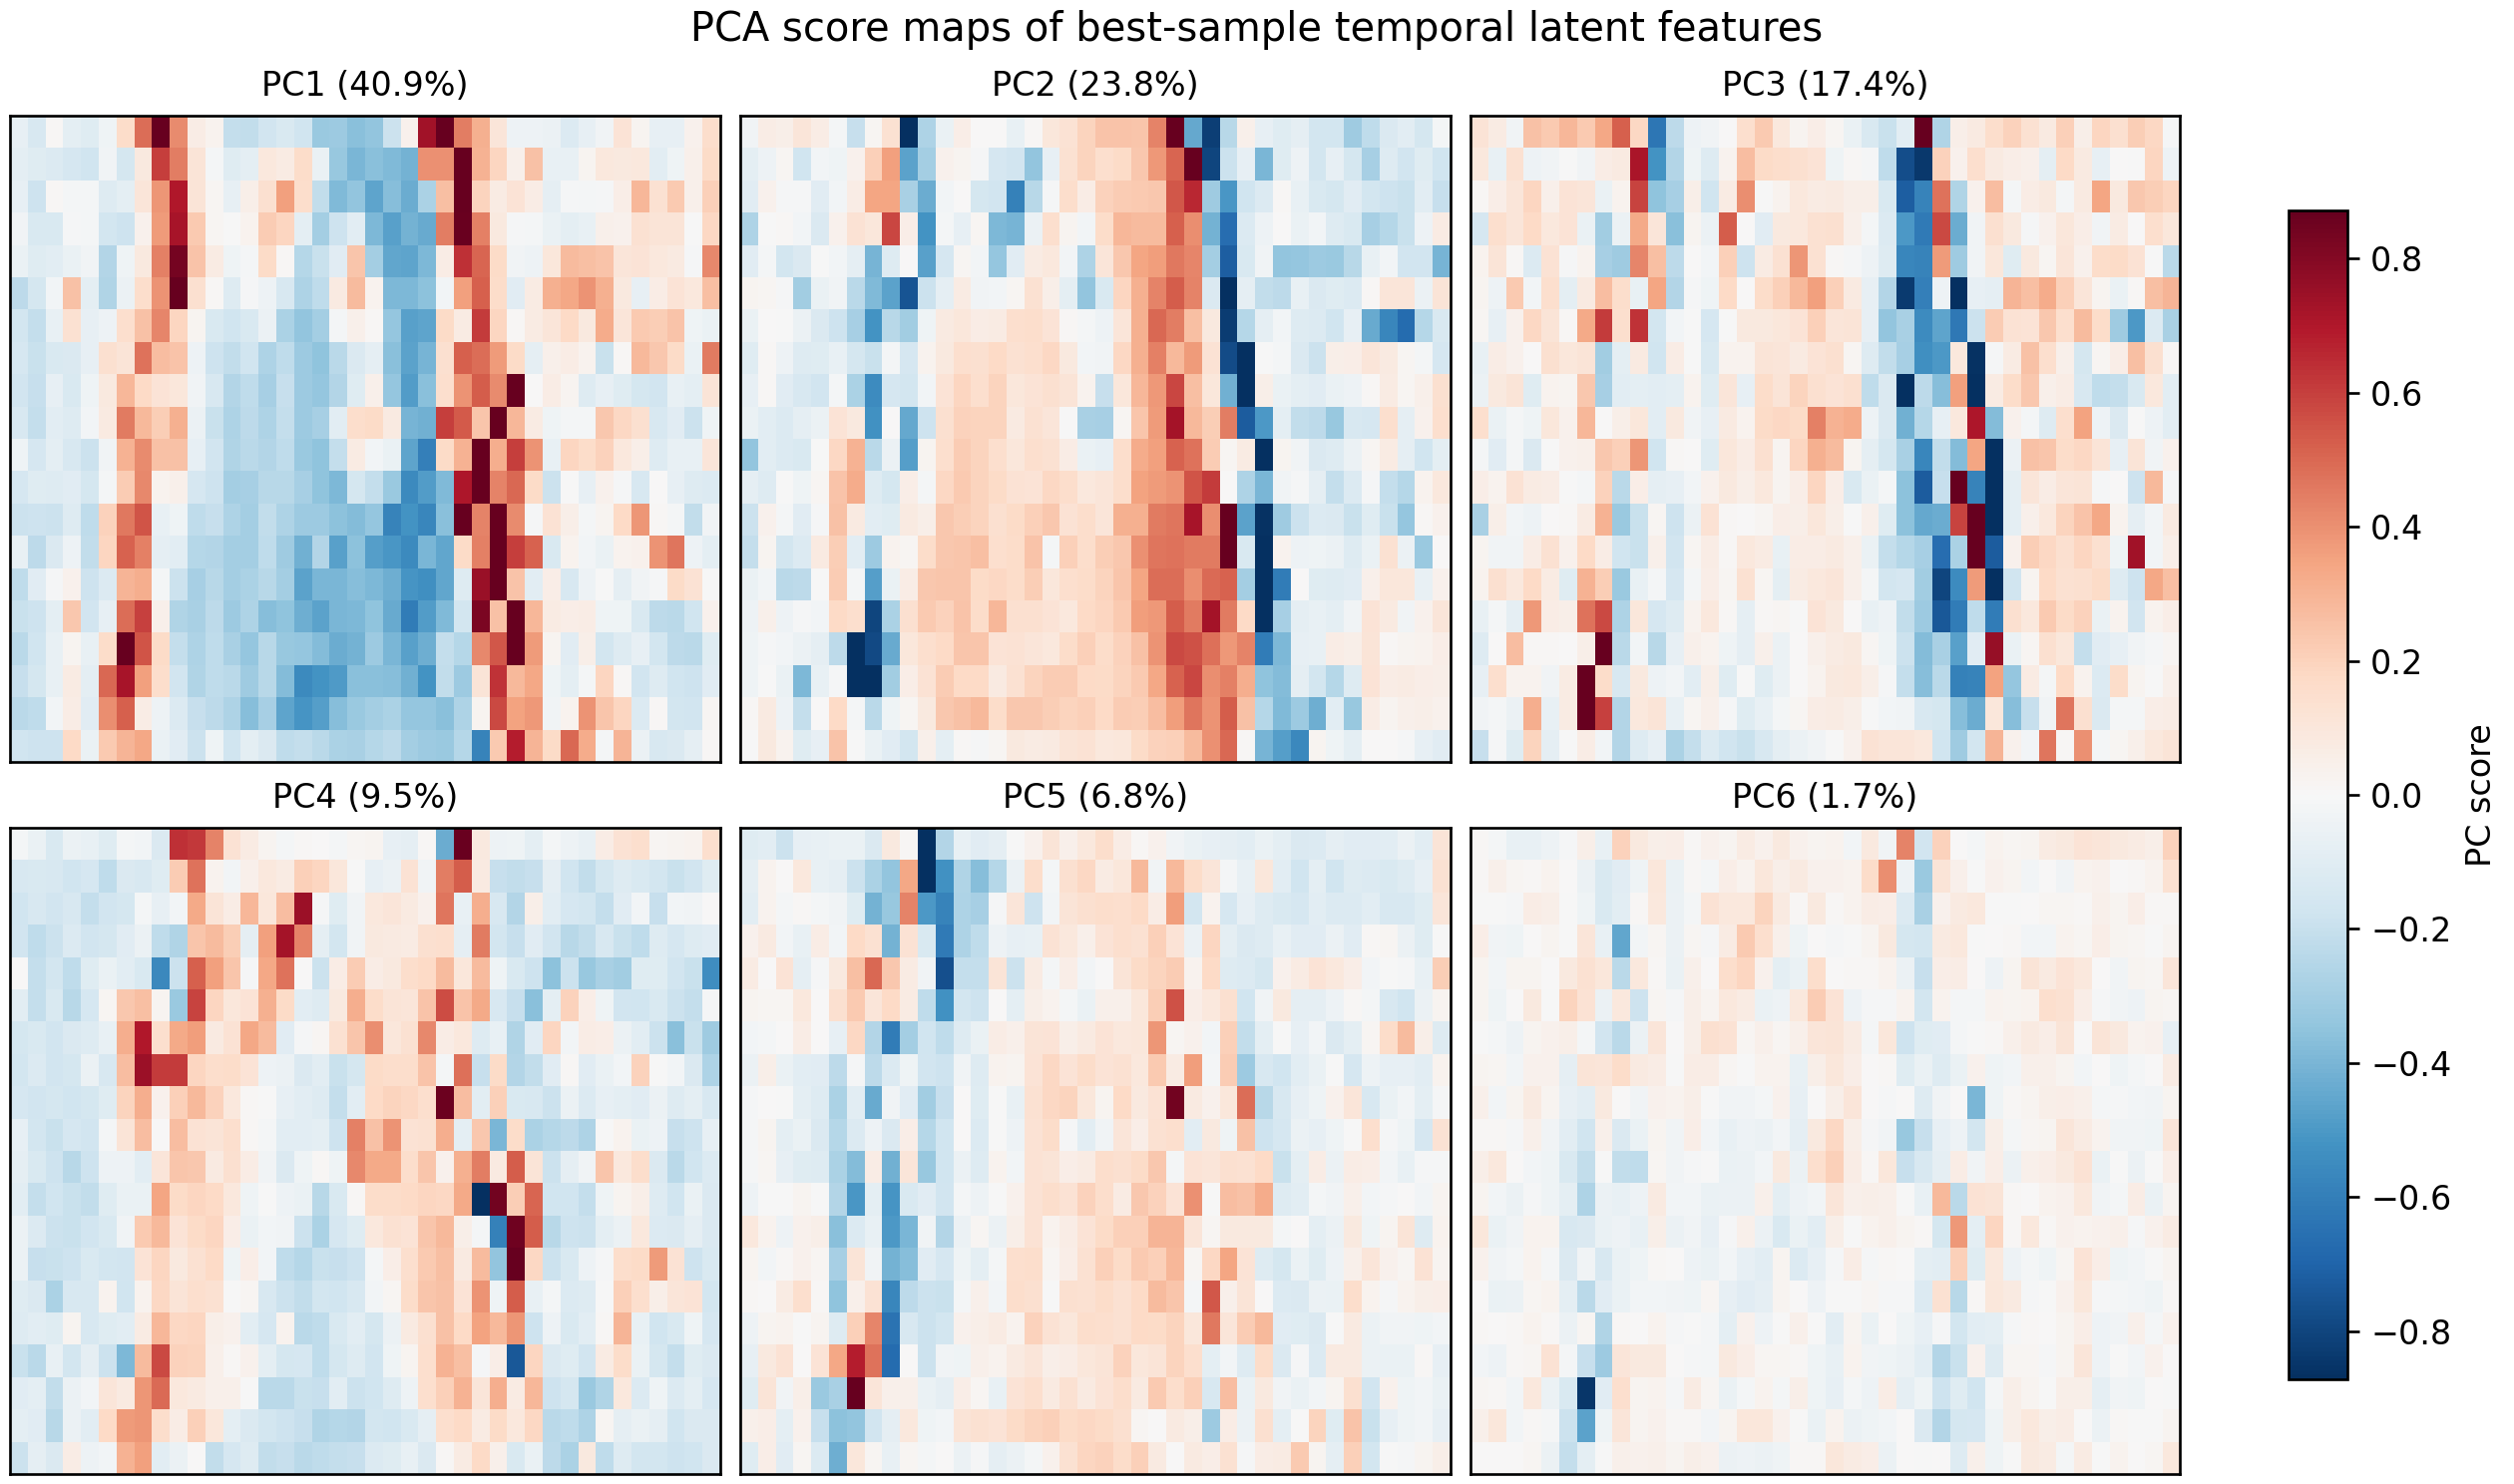 PCA score maps of best-sample temporal latent features
PC1 (40.9%)
PC2 (23.8%)
PC3 (17.4%)
PC4 (9.5%)
PC5 (6.8%)
PC6 (1.7%)
0.8
0.6
0.4
0.2
0.0
−0.2
−0.4
−0.6
−0.8
PC score